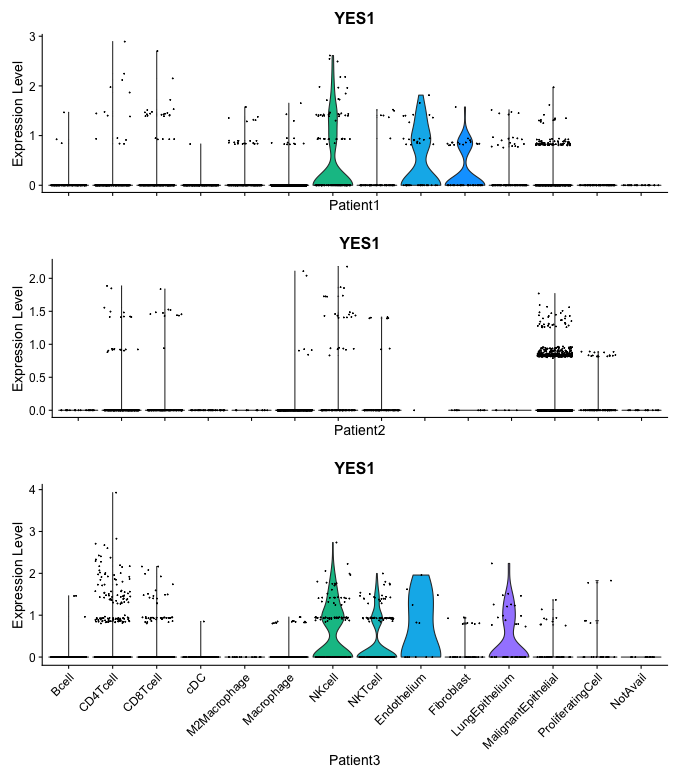 YES1
Expression Level
3
2
1
0
Patient1
YES1
Expression Level
2.0
1.5
1.0
0.5
0.0
Patient2
YES1
Expression Level
4
3
2
1
0
Bcell
CD4Tcell
CD8Tcell
cDC
M2Macrophage
Macrophage
NKcell
NKTcell
Endothelium
Fibroblast
LungEpithelium
MalignantEpithelial
ProliferatingCell
NotAvail
Patient3